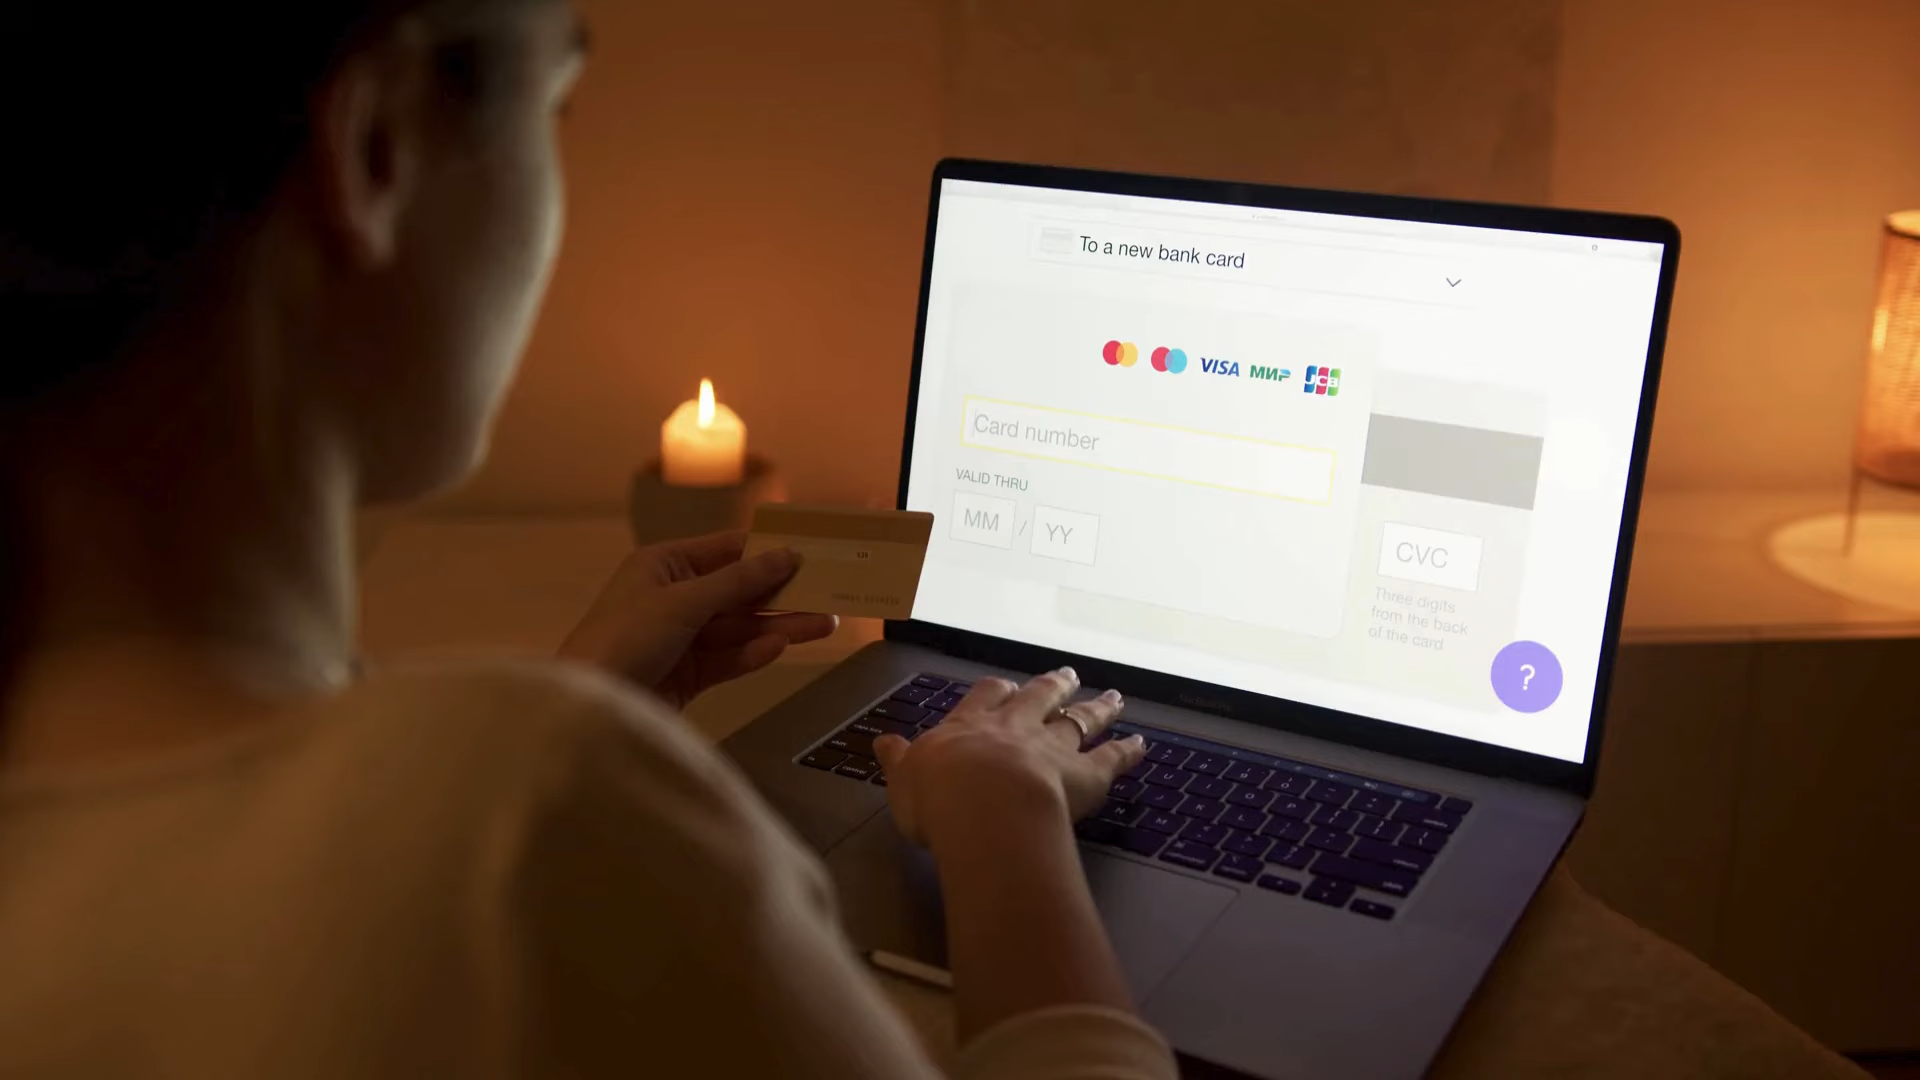 To a new bank card
VISA МИР JCB
Card number
VALID THRU
MM / YY
CVC
Three digits
from the back
of the card
?